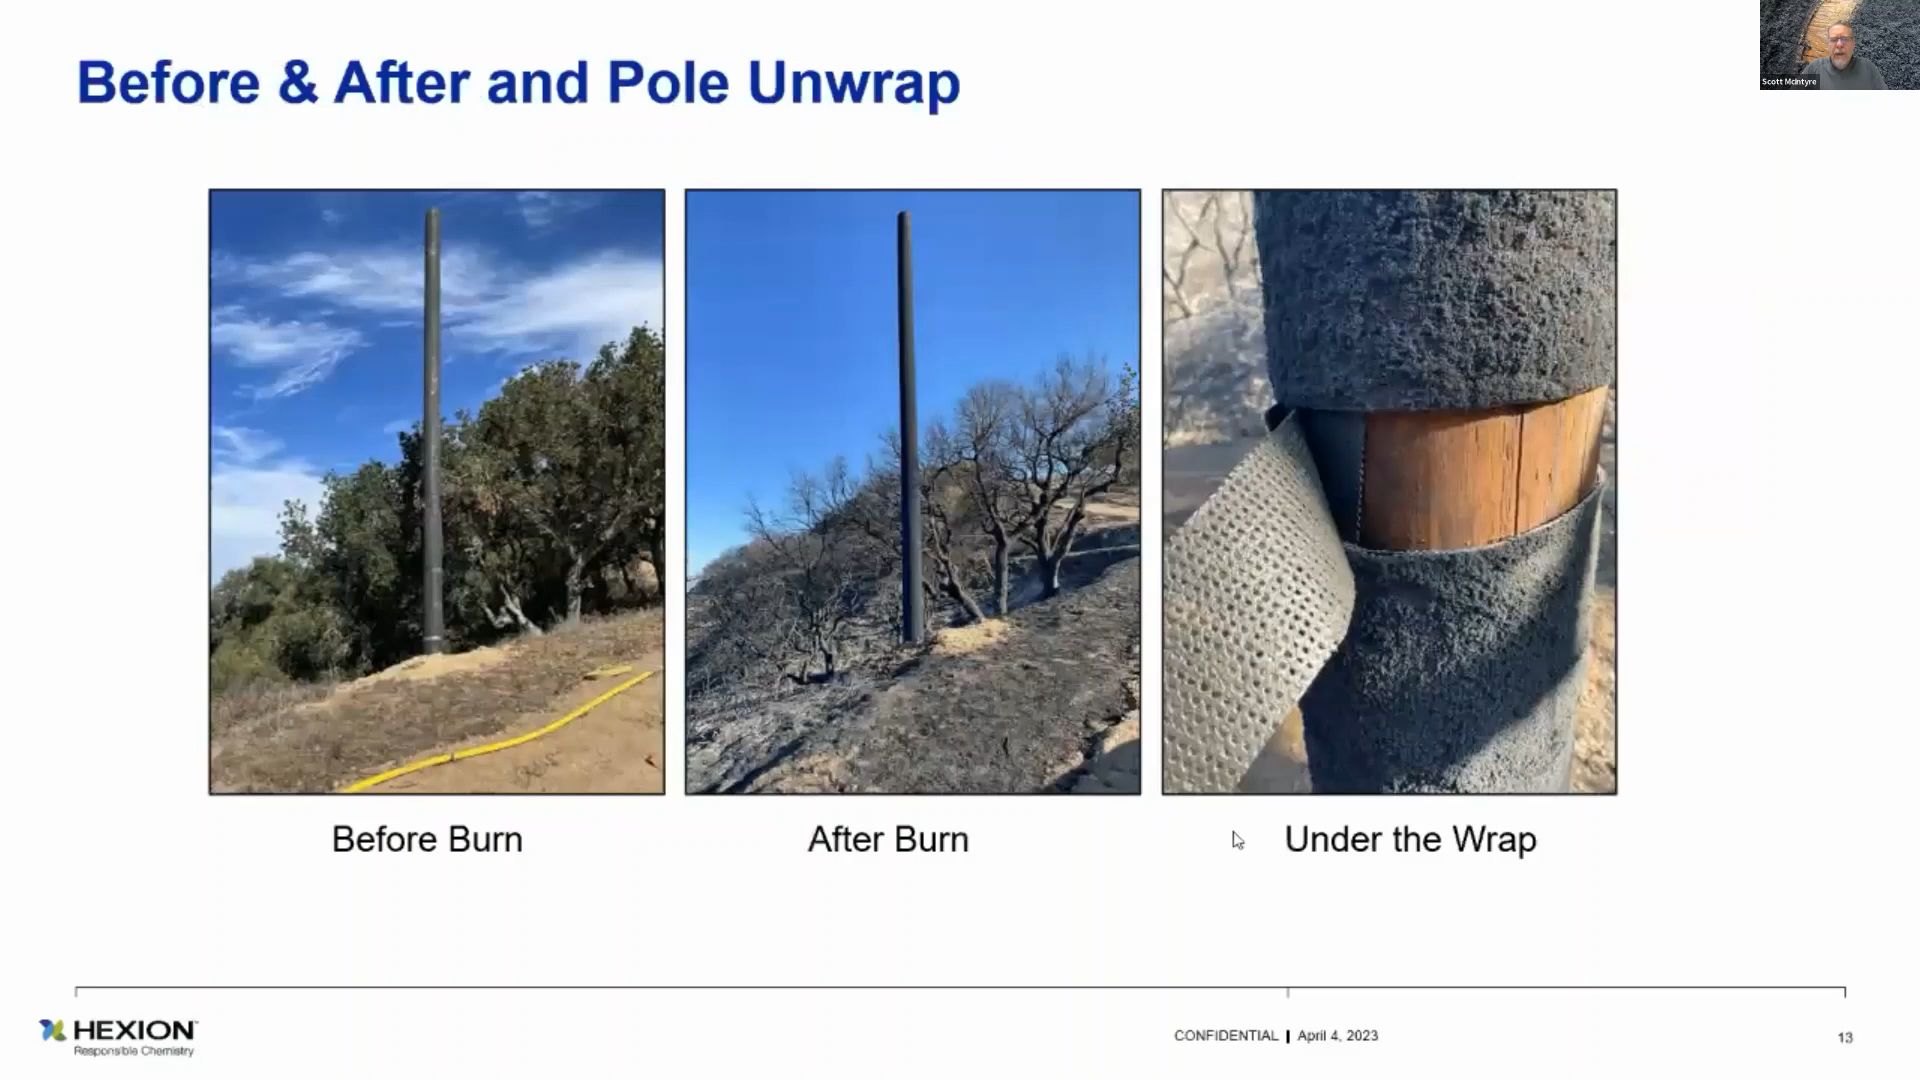 Before & After and Pole Unwrap
Scott McIntyre
Before Burn
After Burn
Under the Wrap
HEXION
Responsible Chemistry
CONFIDENTIAL | April 4, 2023
13